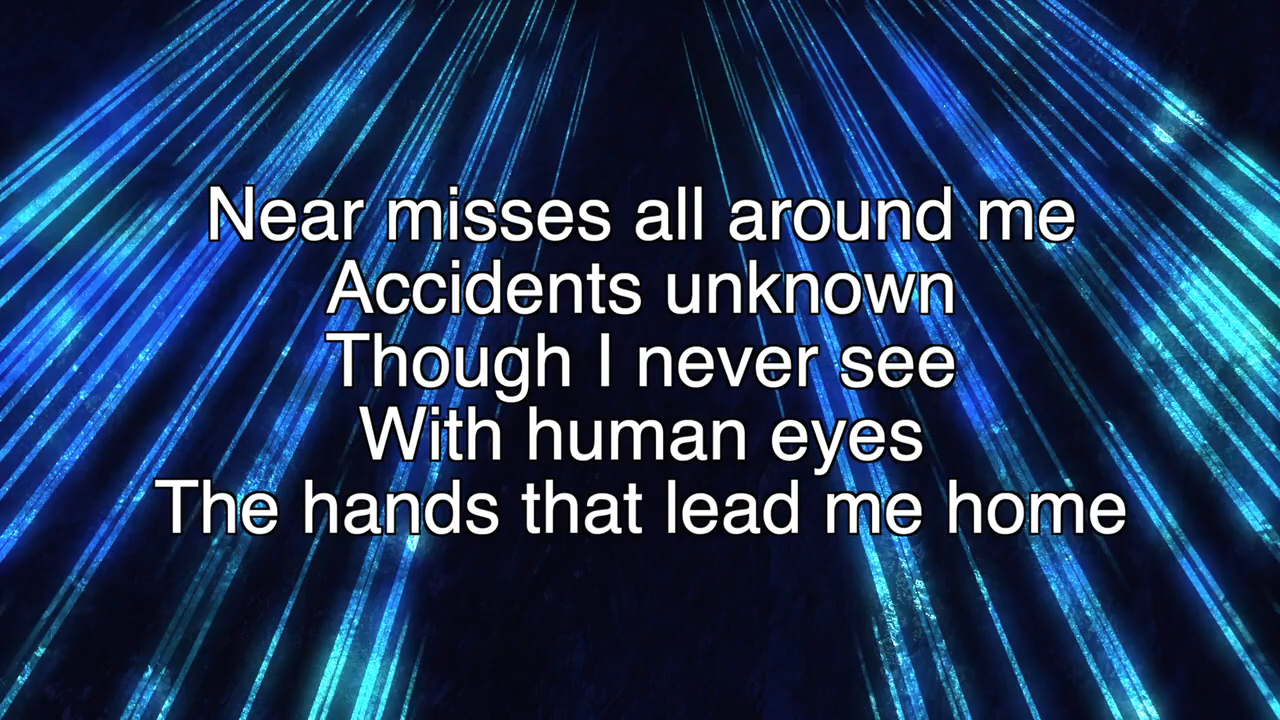 Near misses all around me
Accidents unknown
Though I never see
With human eyes
The hands that lead me home